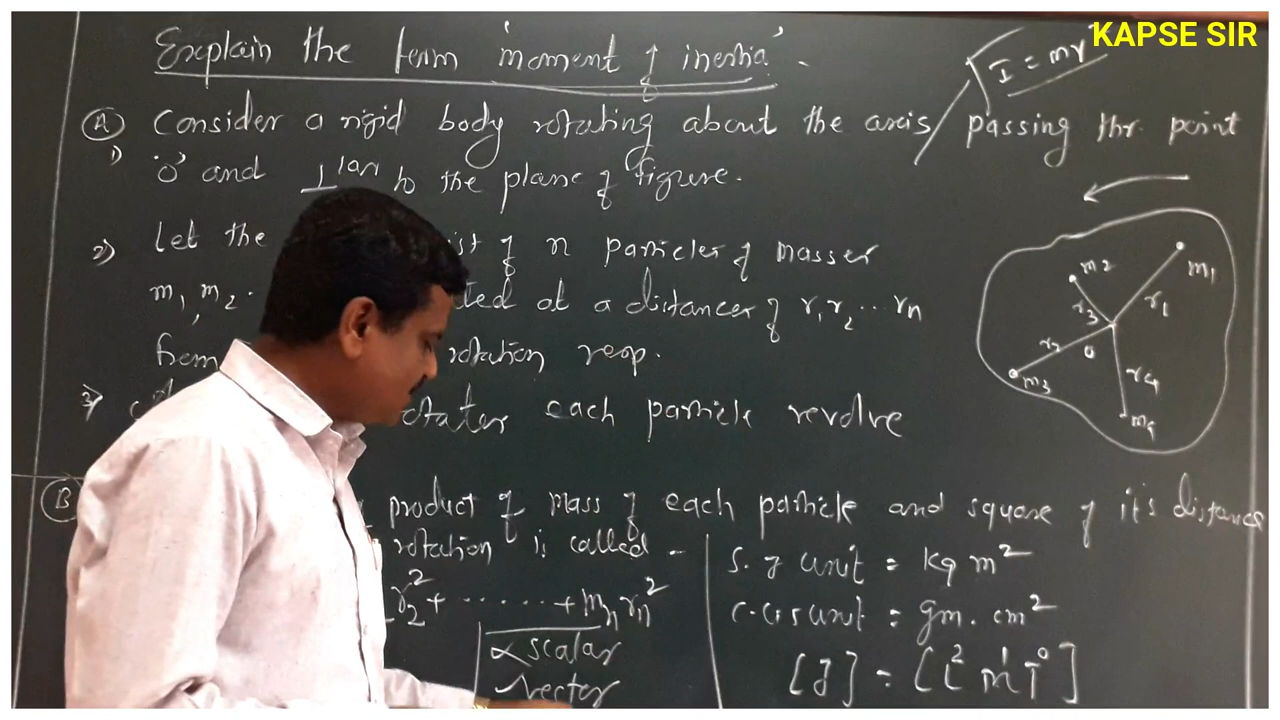 KAPSE SIR
Explain the term 'moment of inertia'.
I = mr²
(A) Consider a rigid body rotating about the axis passing thr. point
1) 'o' and ⊥lar to the plane of figure.
2) Let the of n particles of masses
m₁, m₂. at a distances of r₁ r₂ ... rn
from rotation resp.
3) each particle revolve
m₁
m₂
r₁
r₃
r₂
o
m₃
r₄
m₄
(B) product of mass of each particle and square of it's distance
rotation is called -
r₂² + ...... + mn rn²
∝ scalar
vector
S.I unit = kg m²
C.G.S unit = gm. cm²
[I] = [L² M¹ T⁰]